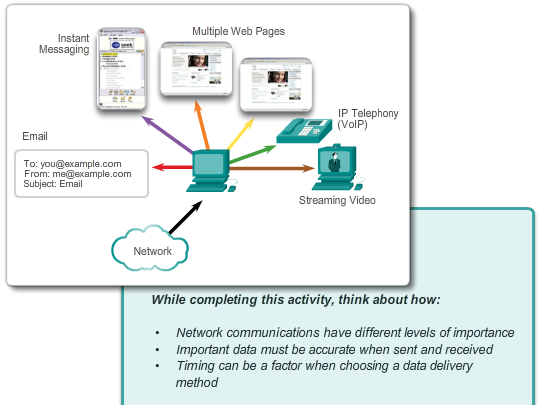 Instant
Messaging
Multiple Web Pages
IP Telephony
(VoIP)
Email
To: you@example.com
From: me@example.com
Subject: Email
Streaming Video
Network
While completing this activity, think about how:
• Network communications have different levels of importance
• Important data must be accurate when sent and received
• Timing can be a factor when choosing a data delivery
method